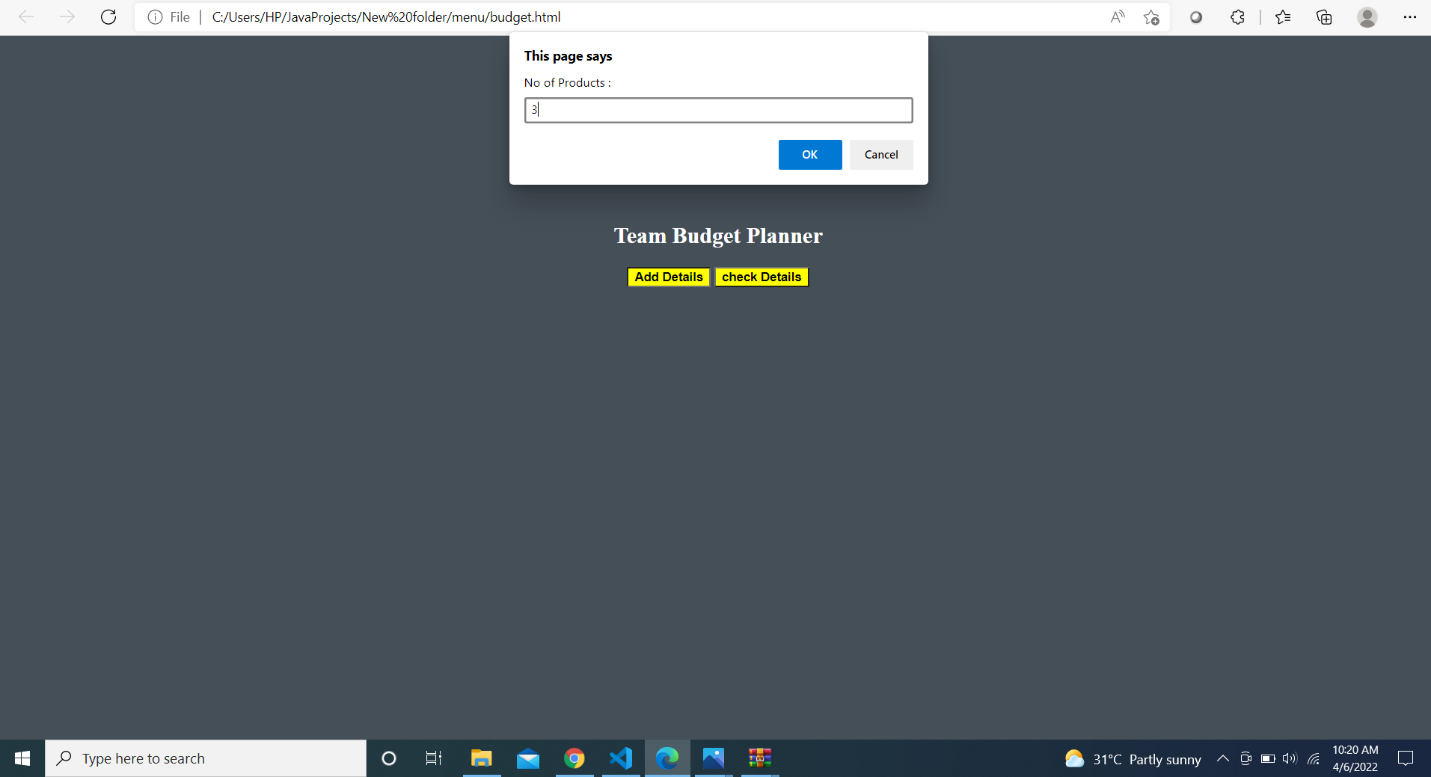 File | C:/Users/HP/JavaProjects/New%20folder/menu/budget.html
This page says
No of Products :
3
OK Cancel
Team Budget Planner
Add Details check Details
Type here to search
31°C Partly sunny
10:20 AM
4/6/2022